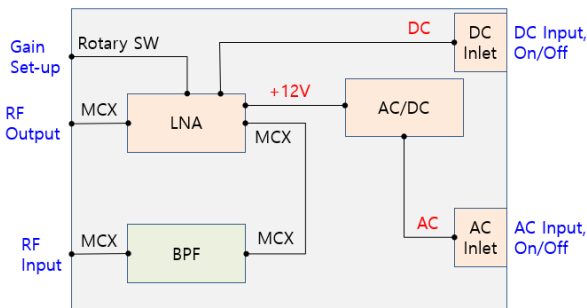 Gain
Set-up
Rotary SW
DC
DC
Inlet
DC Input,
On/Off
RF
Output
MCX
LNA
+12V
MCX
AC/DC
RF
Input
MCX
BPF
MCX
AC
AC
Inlet
AC Input,
On/Off